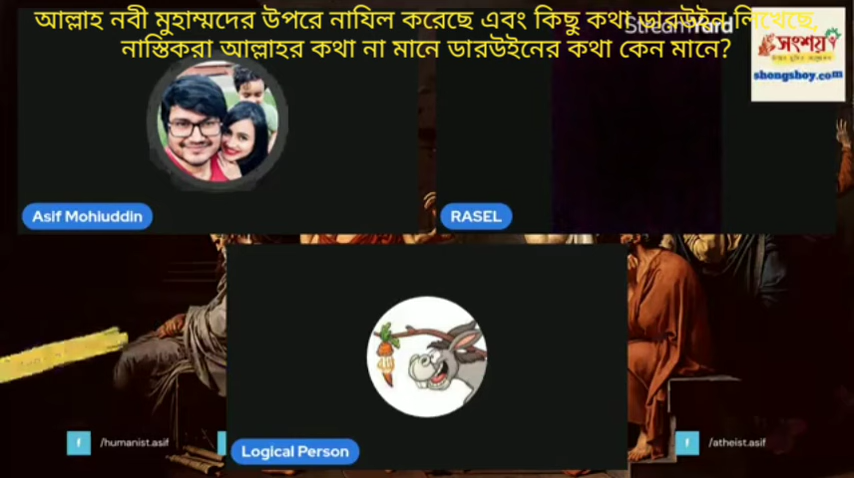 আল্লাহ নবী মুহাম্মদের উপরে নাযিল করেছে এবং কিছু কথা ডারউইন লিখেছে,
নাস্তিকরা আল্লাহর কথা না মানে ডারউইনের কথা কেন মানে?
StreamYard
সংশয়
shongshoy.com
Asif Mohiuddin
RASEL
/humanist.asif
/atheist.asif
Logical Person